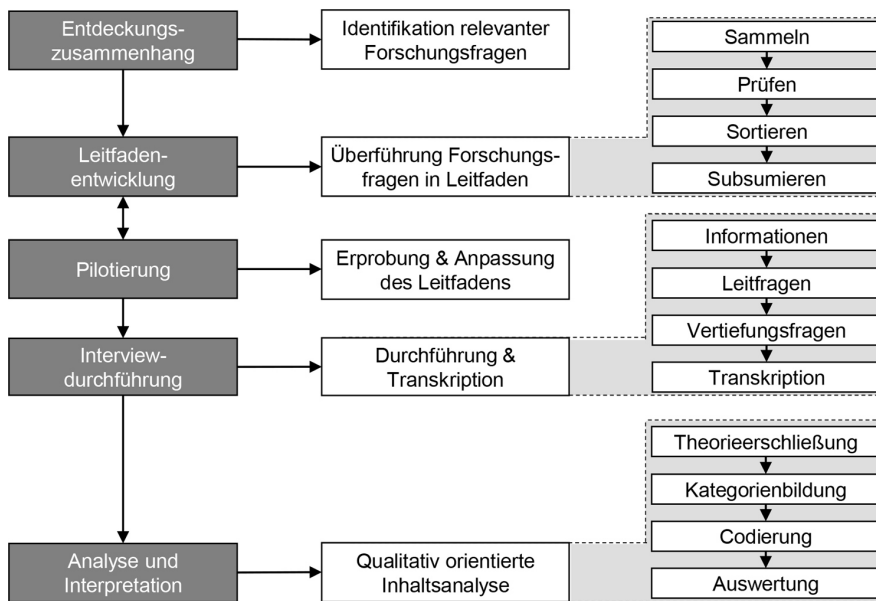 Entdeckungs-
zusammenhang
Identifikation relevanter
Forschungsfragen
Sammeln
Prüfen
Sortieren
Subsumieren
Leitfaden-
entwicklung
Überführung Forschungs-
fragen in Leitfaden
Pilotierung
Erprobung & Anpassung
des Leitfadens
Informationen
Leitfragen
Vertiefungsfragen
Transkription
Interview-
durchführung
Durchführung &
Transkription
Theorieerschließung
Kategorienbildung
Codierung
Auswertung
Analyse und
Interpretation
Qualitativ orientierte
Inhaltsanalyse